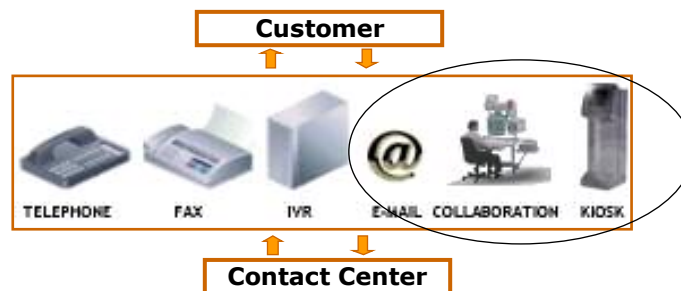 Customer
@
TELEPHONE FAX IVR E-MAIL COLLABORATION KIOSK
Contact Center